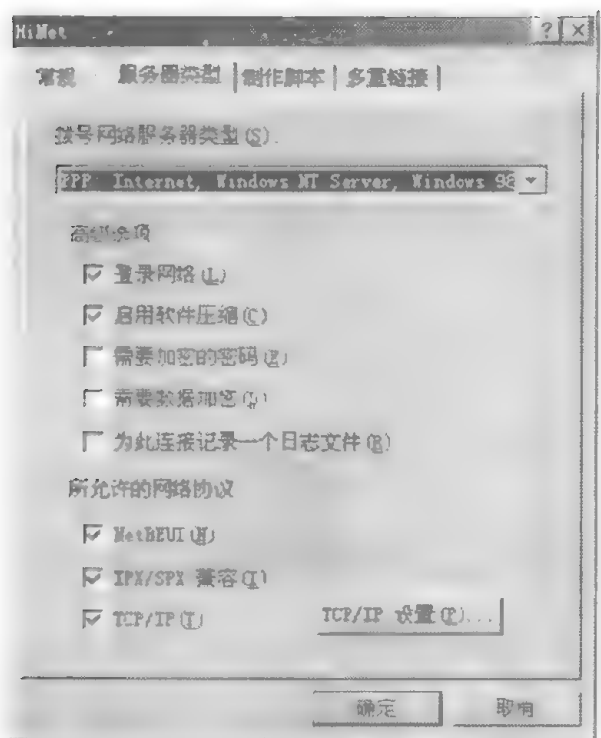 HiNet
常规 服务器类型 制作脚本 多重链接
拨号网络服务器类型(S):
PPP: Internet, Windows NT Server, Windows 98
高级选项
登录网络(L)
启用软件压缩(C)
需要加密的密码(E)
需要数据加密
为此连接记录一个日志文件(R)
所允许的网络协议
NetBEUI(N)
IPX/SPX 兼容(I)
TCP/IP(T)
TCP/IP 设置(P)...
确定 取消